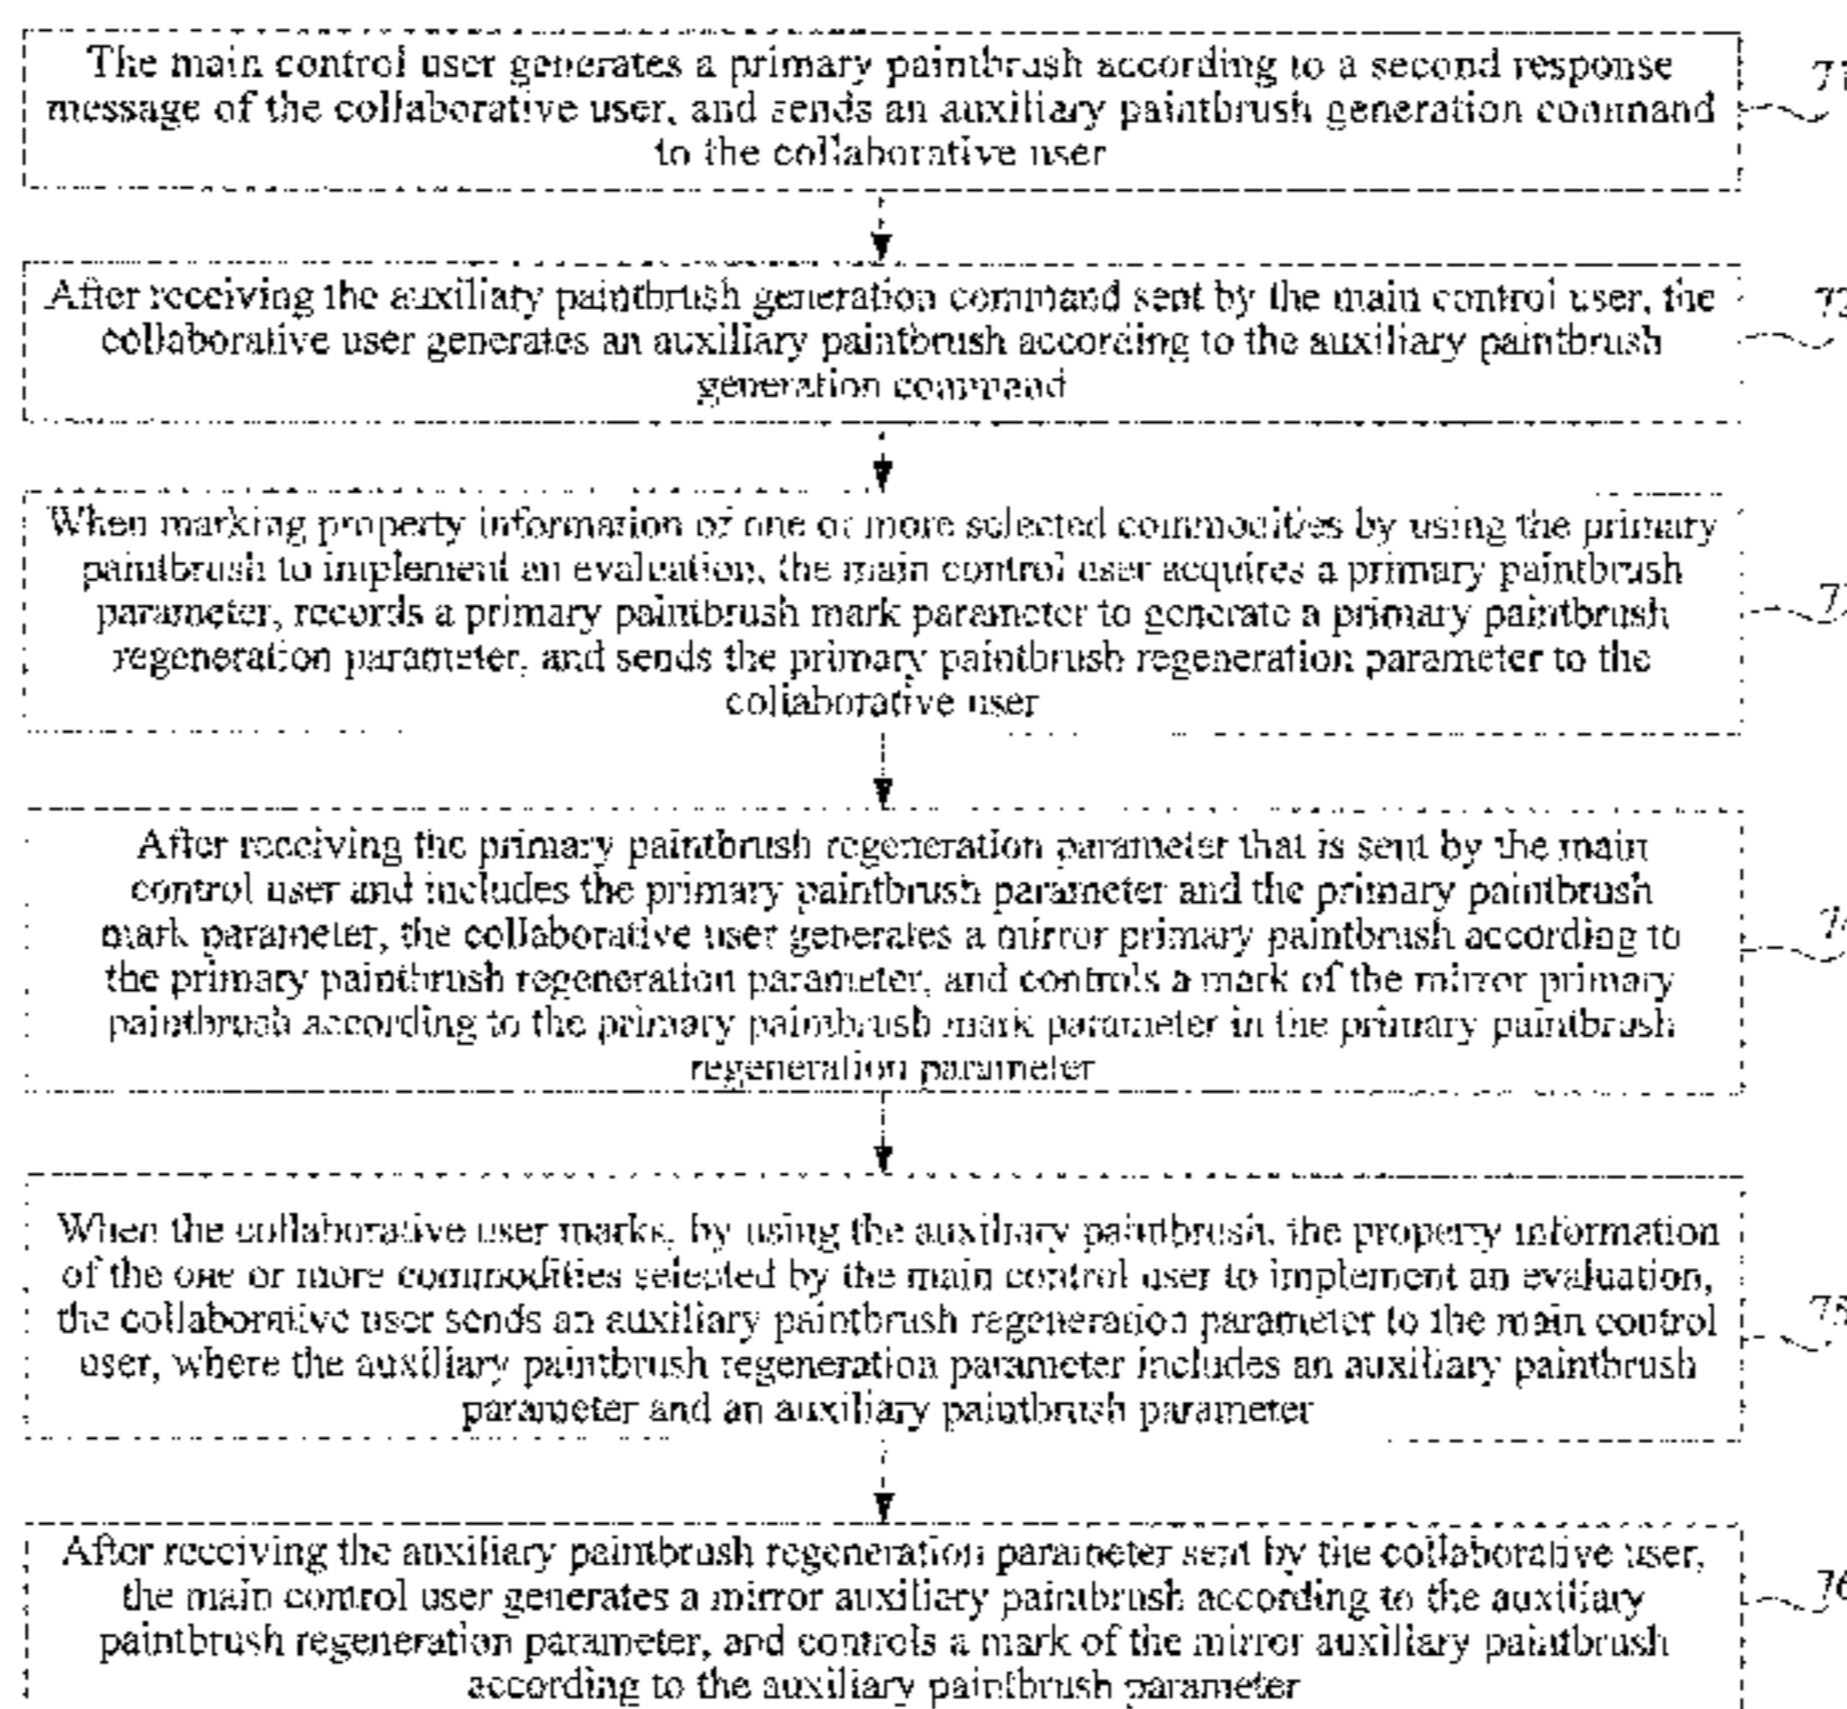 The main control user generates a primary paintbrush according to a second response
message of the collaborative user, and sends an auxiliary paintbrush generation command
to the collaborative user
71
After receiving the auxiliary paintbrush generation command sent by the main control user, the
collaborative user generates an auxiliary paintbrush according to the auxiliary paintbrush
generation command
72
When marking property information of one or more selected commodities by using the primary
paintbrush to implement an evaluation, the main control user acquires a primary paintbrush
parameter, records a primary paintbrush mark parameter to generate a primary paintbrush
regeneration parameter, and sends the primary paintbrush regeneration parameter to the
collaborative user
73
After receiving the primary paintbrush regeneration parameter that is sent by the main
control user and includes the primary paintbrush parameter and the primary paintbrush
mark parameter, the collaborative user generates a mirror primary paintbrush according to
the primary paintbrush regeneration parameter, and controls a mark of the mirror primary
paintbrush according to the primary paintbrush mark parameter in the primary paintbrush
regeneration parameter
74
When the collaborative user marks, by using the auxiliary paintbrush, the property information
of the one or more commodities selected by the main control user to implement an evaluation,
the collaborative user sends an auxiliary paintbrush regeneration parameter to the main control
user, where the auxiliary paintbrush regeneration parameter includes an auxiliary paintbrush
parameter and an auxiliary paintbrush parameter
75
After receiving the auxiliary paintbrush regeneration parameter sent by the collaborative user,
the main control user generates a mirror auxiliary paintbrush according to the auxiliary
paintbrush regeneration parameter, and controls a mark of the mirror auxiliary paintbrush
according to the auxiliary paintbrush parameter
76